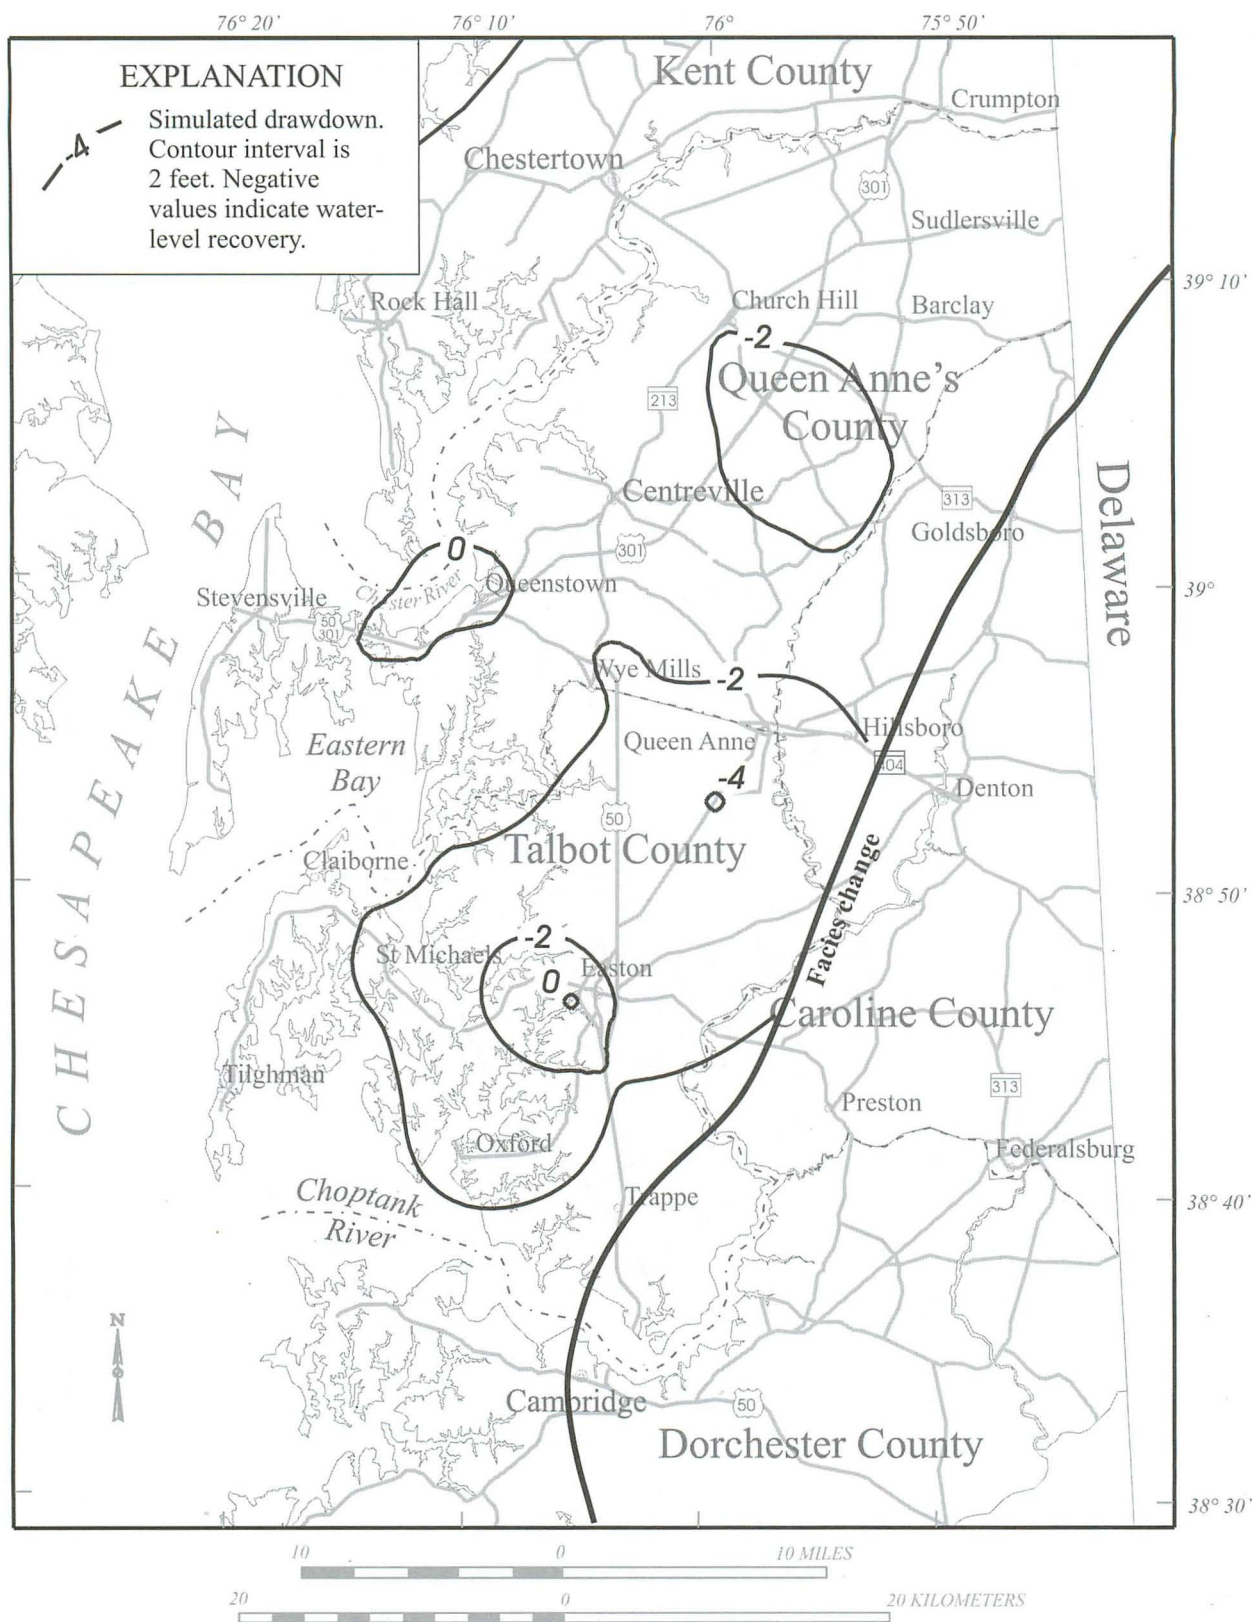 76° 20'
76° 10'
76°
75° 50'
EXPLANATION
-4
Simulated drawdown.
Contour interval is
2 feet. Negative
values indicate water-
level recovery.
Kent County
Crumpton
Chestertown
301
Sudlersville
39° 10'
Rock Hall
Church Hill
Barclay
-2
Queen Anne's
County
213
CHESAPEAKE BAY
Delaware
Centreville
313
Goldsboro
301
0
Chester River
Queenstown
39°
Stevensville
50
301
Wye Mills
-2
Eastern
Bay
Queen Anne
Hillsboro
404
-4
Denton
50
Talbot County
Claiborne
Facies change
38° 50'
-2
St Michaels
0
Easton
Caroline County
Tilghman
313
Preston
Oxford
Federalsburg
Choptank
River
Trappe
38° 40'
N
Cambridge
50
Dorchester County
38° 30'
10
0
10 MILES
20
0
20 KILOMETERS